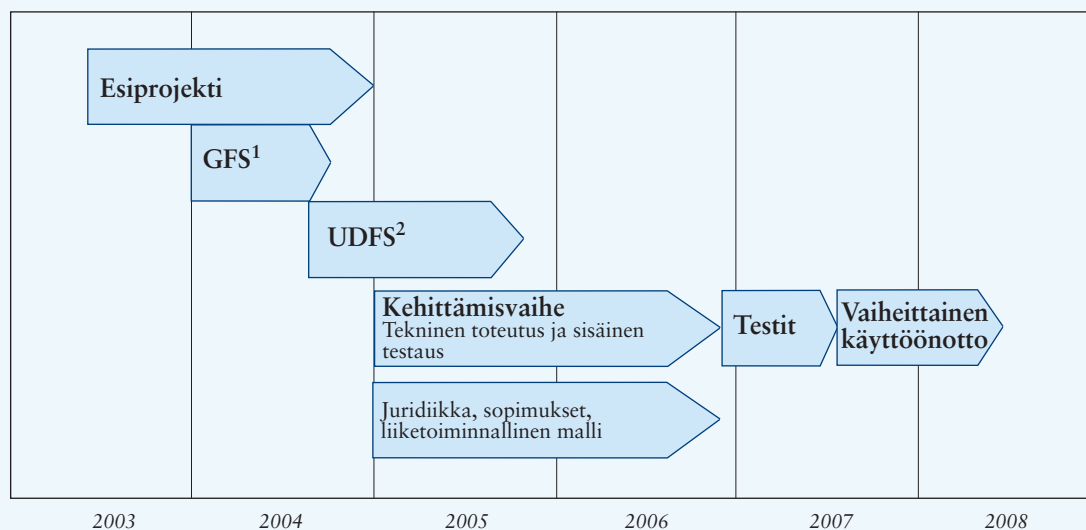 Esiprojekti
GFS¹
UDFS²
Kehittämisvaihe
Tekninen toteutus ja sisäinen
testaus
Testit
Vaiheittainen
käyttöönotto
Juridiikka, sopimukset,
liiketoiminnallinen malli
2003 2004 2005 2006 2007 2008